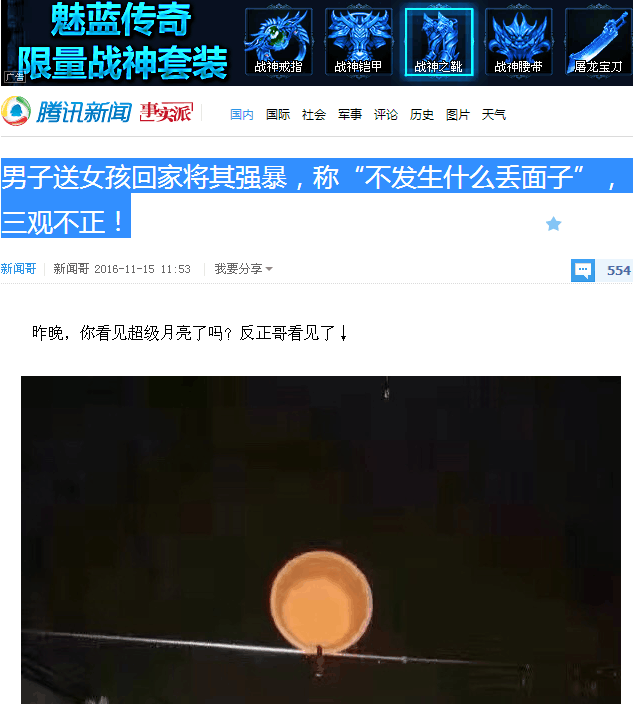 魅蓝传奇
限量战神套装
广告
战神戒指 战神铠甲 战神之靴 战神腰带 屠龙宝刀
腾讯新闻 事实派 国内 国际 社会 军事 评论 历史 图片 天气
男子送女孩回家将其强暴，称“不发生什么丢面子”，
三观不正！
新闻哥 新闻哥 2016-11-15 11:53 我要分享 554
昨晚，你看见超级月亮了吗？反正哥看见了↓